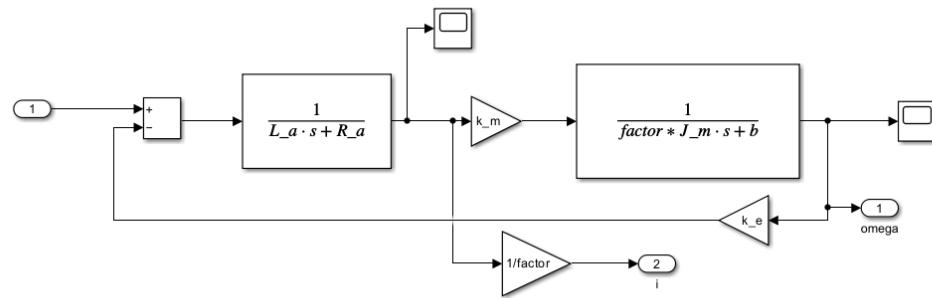 1
+
−
1
L_a · s + R_a
k_m
1
factor * J_m · s + b
k_e
1
omega
1/factor
2
i